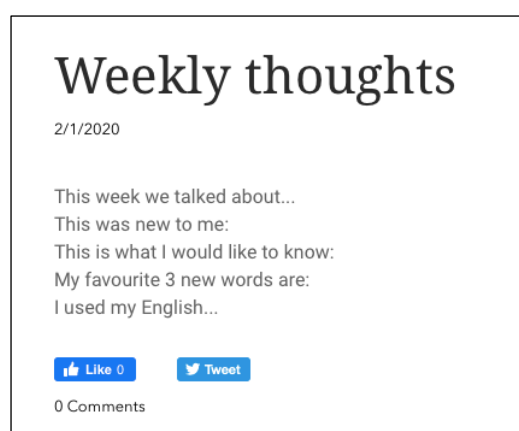 Weekly thoughts
2/1/2020
This week we talked about...
This was new to me:
This is what I would like to know:
My favourite 3 new words are:
I used my English...
Like 0 Tweet
0 Comments